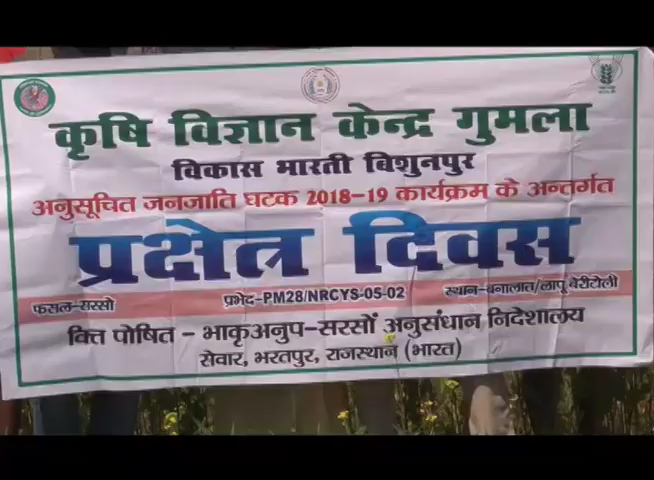 कृषि विज्ञान केन्द्र गुमला
विकास भारती बिशुनपुर
अनुसूचित जनजाति घटक 2018-19 कार्यक्रम के अन्तर्गत
प्रक्षेत्र दिवस
फसल-सरसो प्रभेद-PM28/NRCYS-05-02 स्थान-बनालात/लापू बेरीटोली
वित्त पोषित - भाकृअनुप-सरसों अनुसंधान निदेशालय
सेवार, भरतपुर, राजस्थान (भारत)